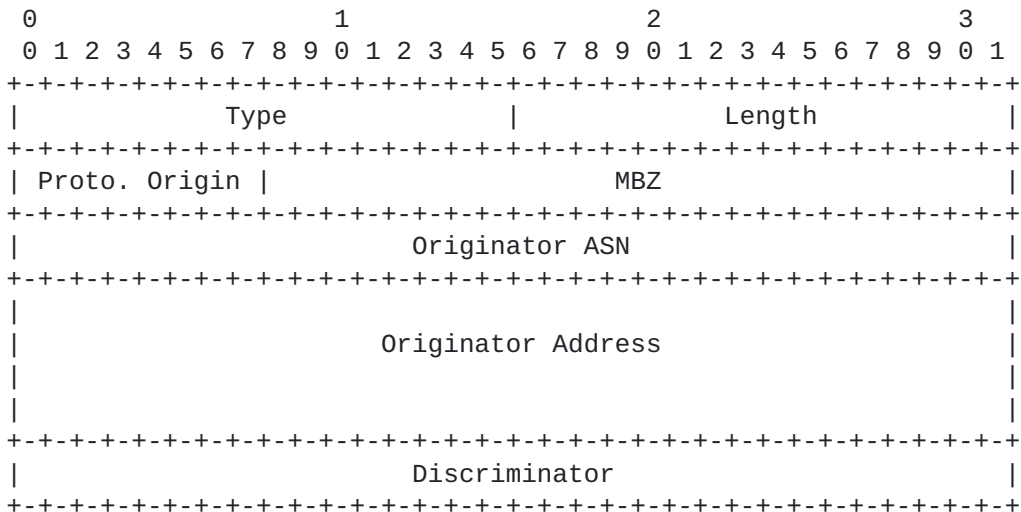 0                   1                   2                   3
 0 1 2 3 4 5 6 7 8 9 0 1 2 3 4 5 6 7 8 9 0 1 2 3 4 5 6 7 8 9 0 1
+-+-+-+-+-+-+-+-+-+-+-+-+-+-+-+-+-+-+-+-+-+-+-+-+-+-+-+-+-+-+-+-+
|             Type              |             Length            |
+-+-+-+-+-+-+-+-+-+-+-+-+-+-+-+-+-+-+-+-+-+-+-+-+-+-+-+-+-+-+-+-+
| Proto. Origin |                      MBZ                      |
+-+-+-+-+-+-+-+-+-+-+-+-+-+-+-+-+-+-+-+-+-+-+-+-+-+-+-+-+-+-+-+-+
|                         Originator ASN                        |
+-+-+-+-+-+-+-+-+-+-+-+-+-+-+-+-+-+-+-+-+-+-+-+-+-+-+-+-+-+-+-+-+
|                                                               |
|                       Originator Address                      |
|                                                               |
|                                                               |
+-+-+-+-+-+-+-+-+-+-+-+-+-+-+-+-+-+-+-+-+-+-+-+-+-+-+-+-+-+-+-+-+
|                         Discriminator                         |
+-+-+-+-+-+-+-+-+-+-+-+-+-+-+-+-+-+-+-+-+-+-+-+-+-+-+-+-+-+-+-+-+